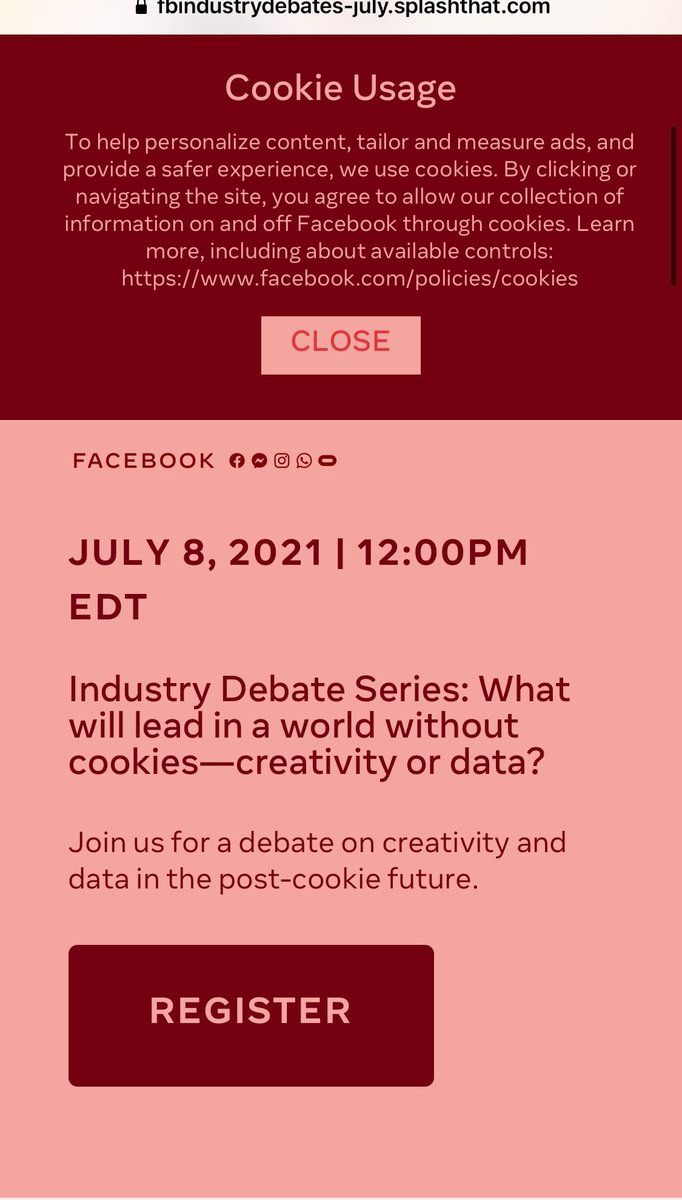 fbindustrydebates-july.splashthat.com
Cookie Usage
To help personalize content, tailor and measure ads, and
provide a safer experience, we use cookies. By clicking or
navigating the site, you agree to allow our collection of
information on and off Facebook through cookies. Learn
more, including about available controls:
https://www.facebook.com/policies/cookies
CLOSE
FACEBOOK
JULY 8, 2021 | 12:00PM
EDT
Industry Debate Series: What
will lead in a world without
cookies—creativity or data?
Join us for a debate on creativity and
data in the post-cookie future.
REGISTER